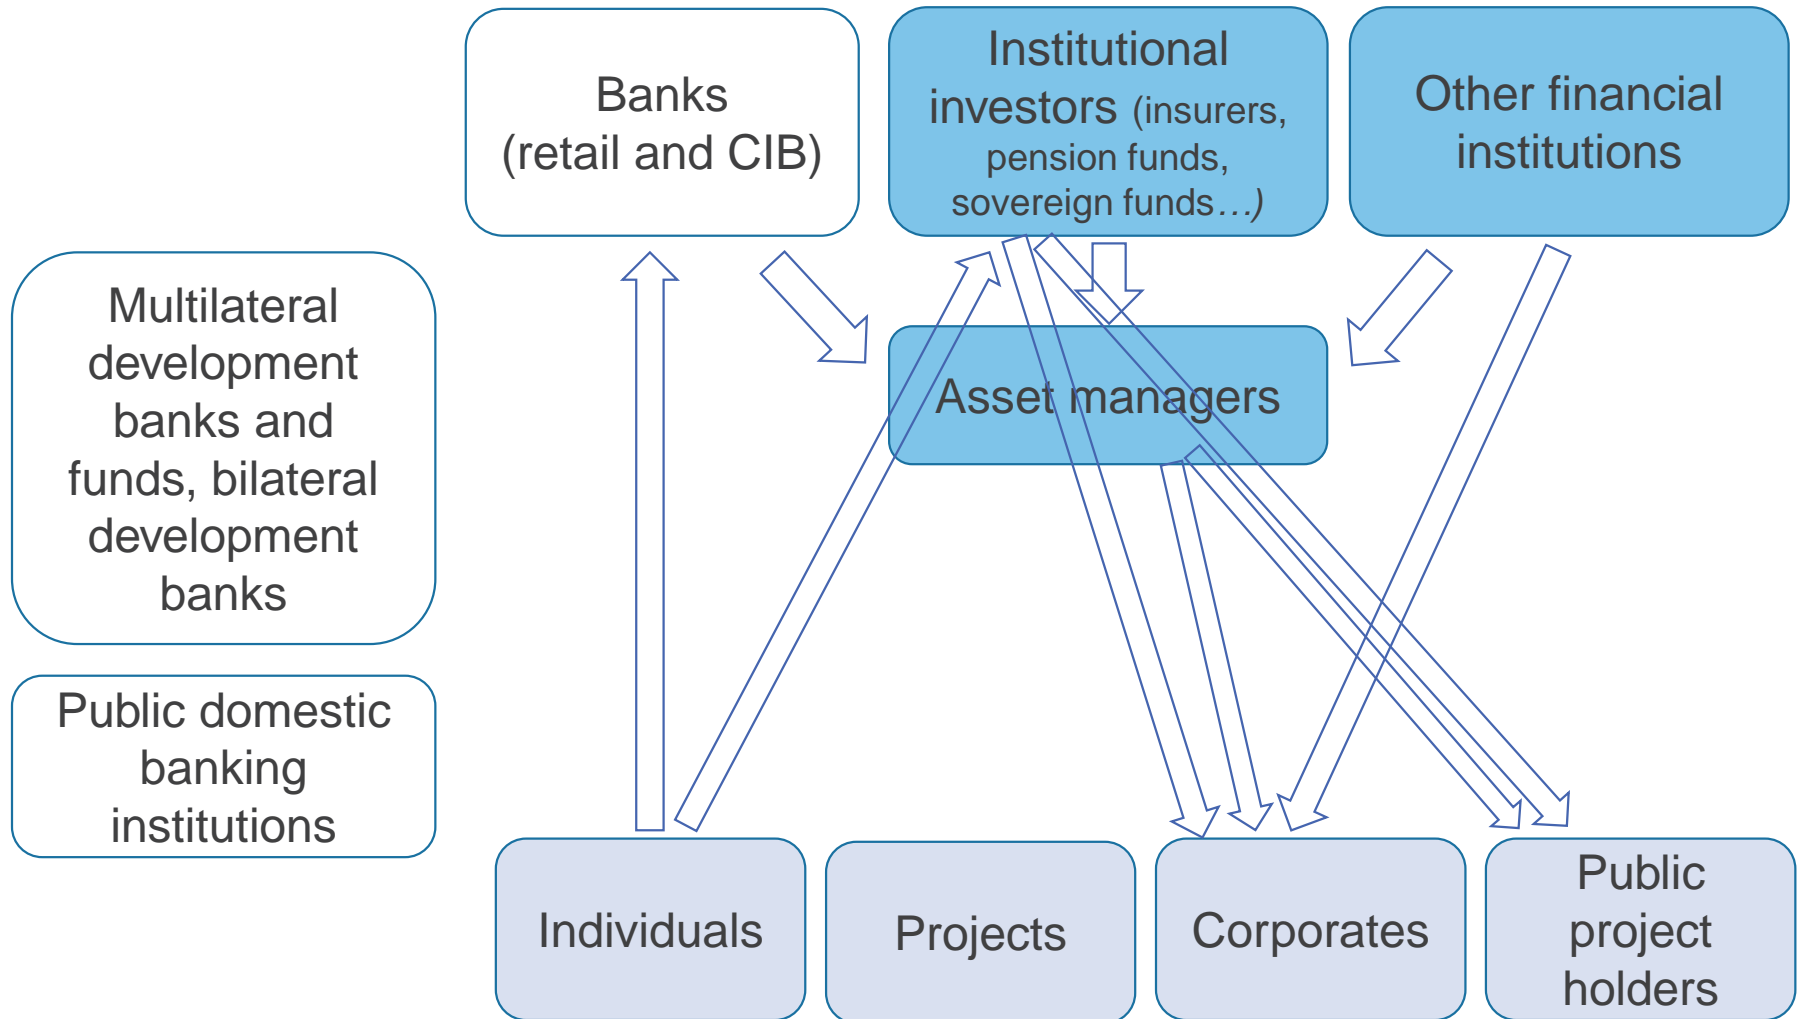 Banks
(retail and CIB)
Institutional
investors (insurers,
pension funds,
sovereign funds…)
Other financial
institutions
Multilateral
development
banks and
funds, bilateral
development
banks
Asset managers
Public domestic
banking
institutions
Individuals
Projects
Corporates
Public
project
holders